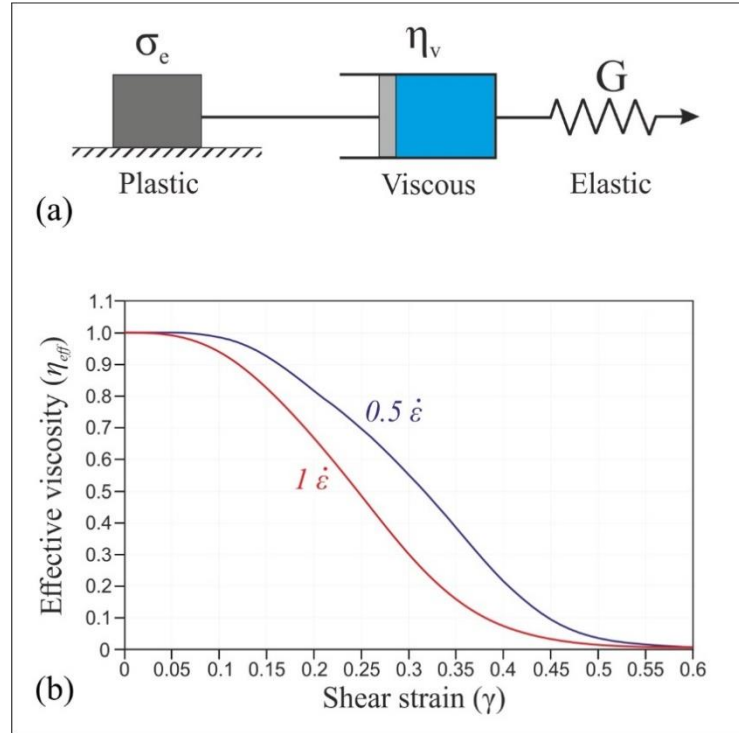 σₑ
ηᵥ
G
Plastic
Viscous
Elastic
(a)
Effective viscosity (η_eff)
1.1
1.0
0.9
0.8
0.7
0.6
0.5
0.4
0.3
0.2
0.1
0
0.5 ε̇
1 ε̇
0
0.05
0.1
0.15
0.2
0.25
0.3
0.35
0.4
0.45
0.5
0.55
0.6
Shear strain (γ)
(b)